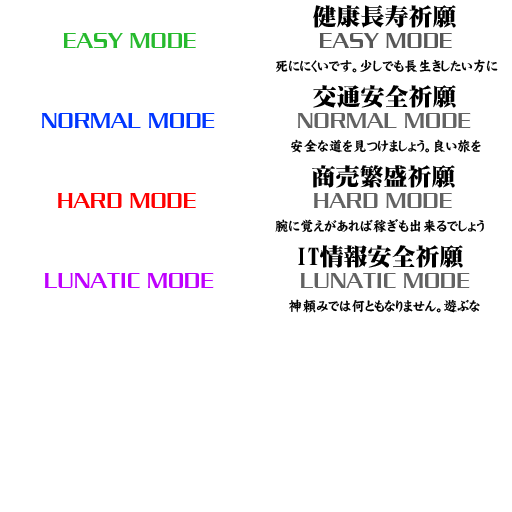 EASY MODE
健康長寿祈願
EASY MODE
死ににくいです。少しでも長生きしたい方に
NORMAL MODE
交通安全祈願
NORMAL MODE
安全な道を見つけましょう。良い旅を
HARD MODE
商売繁盛祈願
HARD MODE
腕に覚えがあれば稼ぎも出来るでしょう
LUNATIC MODE
IT情報安全祈願
LUNATIC MODE
神頼みでは何ともなりません。遊ぶな